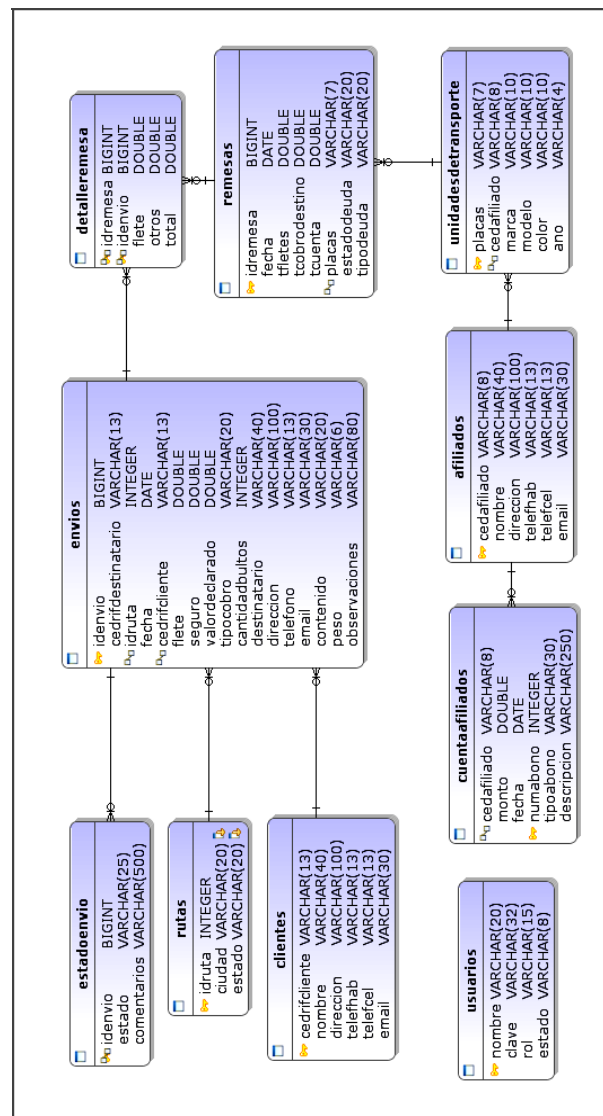 estadoenvio
idenvio BIGINT
estado VARCHAR(25)
comentarios VARCHAR(500)
envios
idenvio BIGINT
cedrifdestinatario VARCHAR(13)
idruta INTEGER
fecha DATE
cedrifcliente VARCHAR(13)
flete DOUBLE
seguro DOUBLE
valordeclarado DOUBLE
tipocobro VARCHAR(20)
cantidadbultos INTEGER
destinatario VARCHAR(40)
direccion VARCHAR(100)
telefono VARCHAR(13)
email VARCHAR(30)
contenido VARCHAR(20)
peso VARCHAR(6)
observaciones VARCHAR(80)
detalleremesa
idremesa BIGINT
idenvio BIGINT
flete DOUBLE
otros DOUBLE
total DOUBLE
rutas
idruta INTEGER
ciudad VARCHAR(20)
estado VARCHAR(20)
remesas
idremesa BIGINT
fecha DATE
tfletes DOUBLE
tcobrodestino DOUBLE
tcuenta DOUBLE
placas VARCHAR(7)
estadodeuda VARCHAR(20)
tipodeuda VARCHAR(20)
clientes
cedrifcliente VARCHAR(13)
nombre VARCHAR(40)
direccion VARCHAR(100)
telefhab VARCHAR(13)
telefcel VARCHAR(13)
email VARCHAR(30)
usuarios
nombre VARCHAR(20)
clave VARCHAR(32)
rol VARCHAR(15)
estado VARCHAR(8)
cuentaafiliados
cedafiliado VARCHAR(8)
monto DOUBLE
fecha DATE
numabono INTEGER
tipoabono VARCHAR(30)
descripcion VARCHAR(250)
afiliados
cedafiliado VARCHAR(8)
nombre VARCHAR(40)
direccion VARCHAR(100)
telefhab VARCHAR(13)
telefcel VARCHAR(13)
email VARCHAR(30)
unidadesdetransporte
placas VARCHAR(7)
cedafiliado VARCHAR(8)
marca VARCHAR(10)
modelo VARCHAR(10)
color VARCHAR(10)
ano VARCHAR(4)